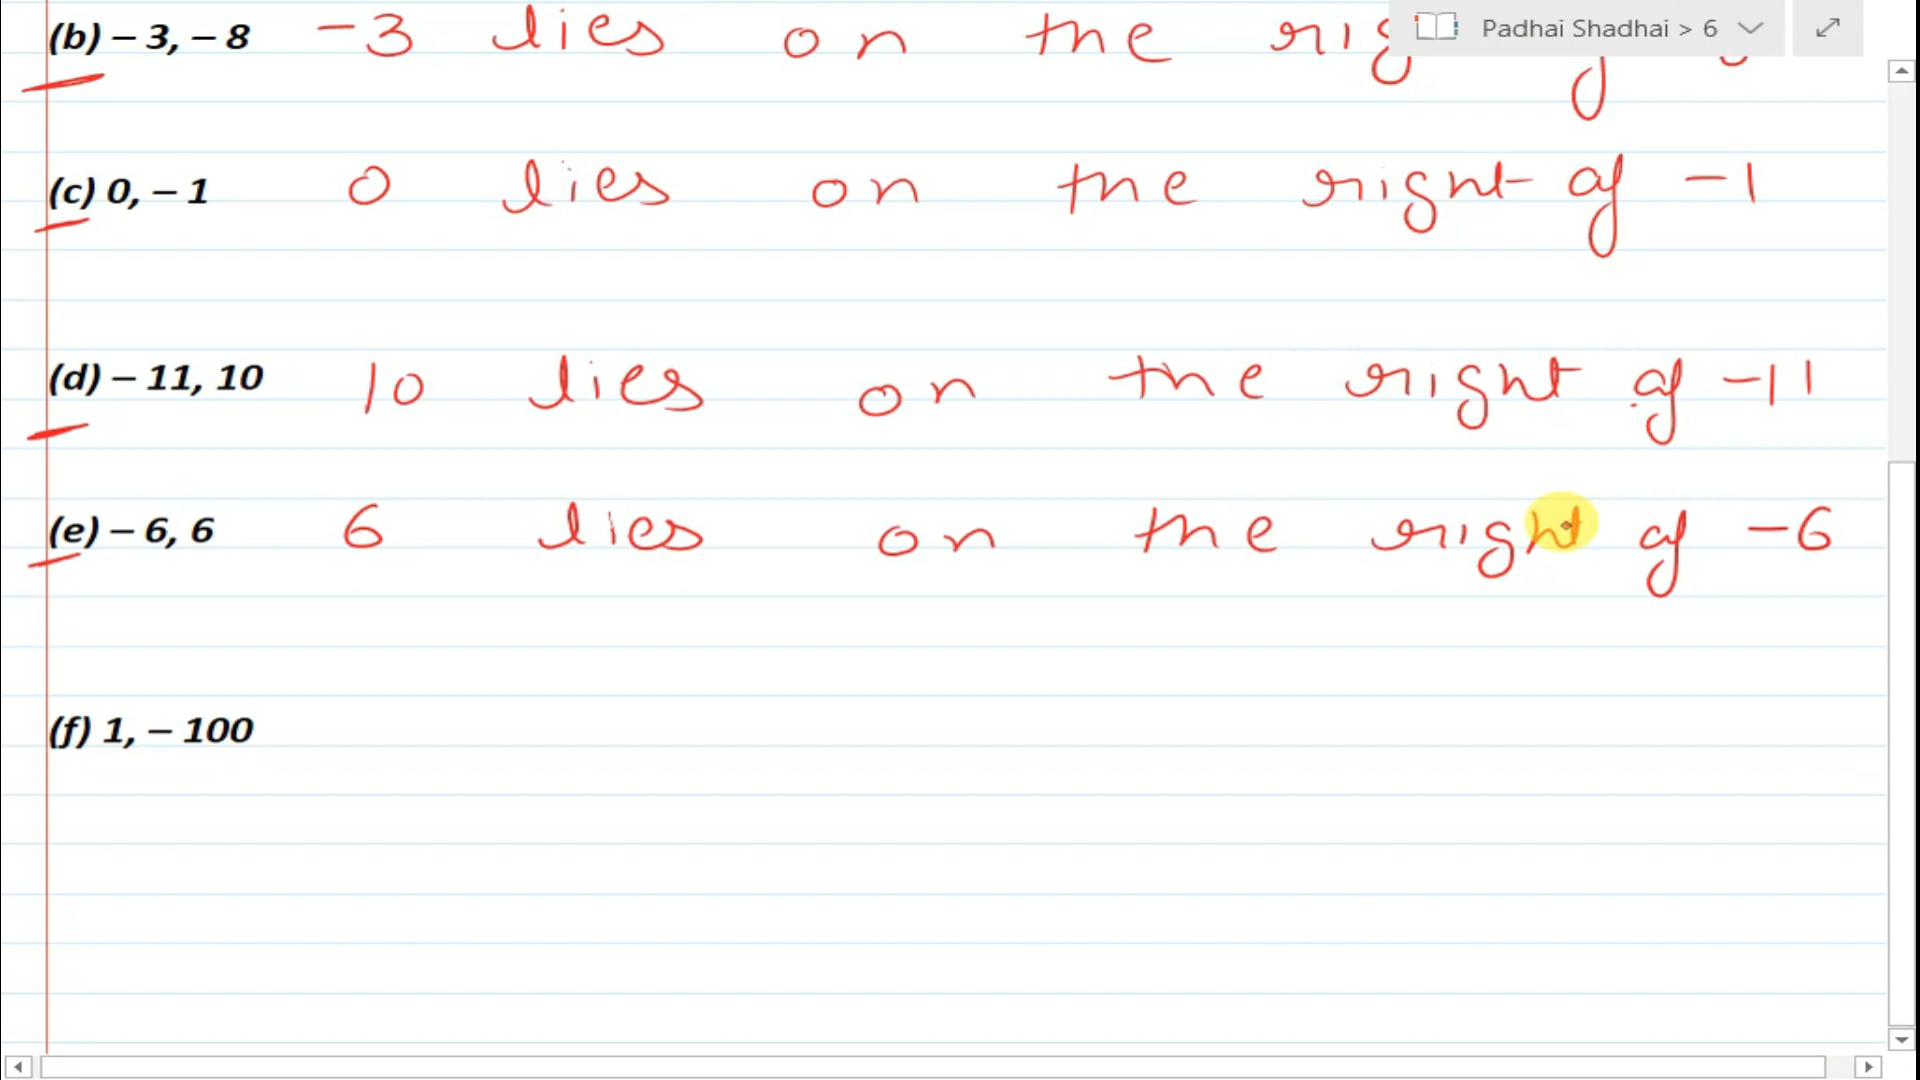 Padhai Shadhai > 6
(b) – 3, – 8 -3 lies on the
(c) 0, – 1 0 lies on the right of -1
(d) – 11, 10 10 lies on the right of -11
(e) – 6, 6 6 lies on the right of -6
(f) 1, – 100